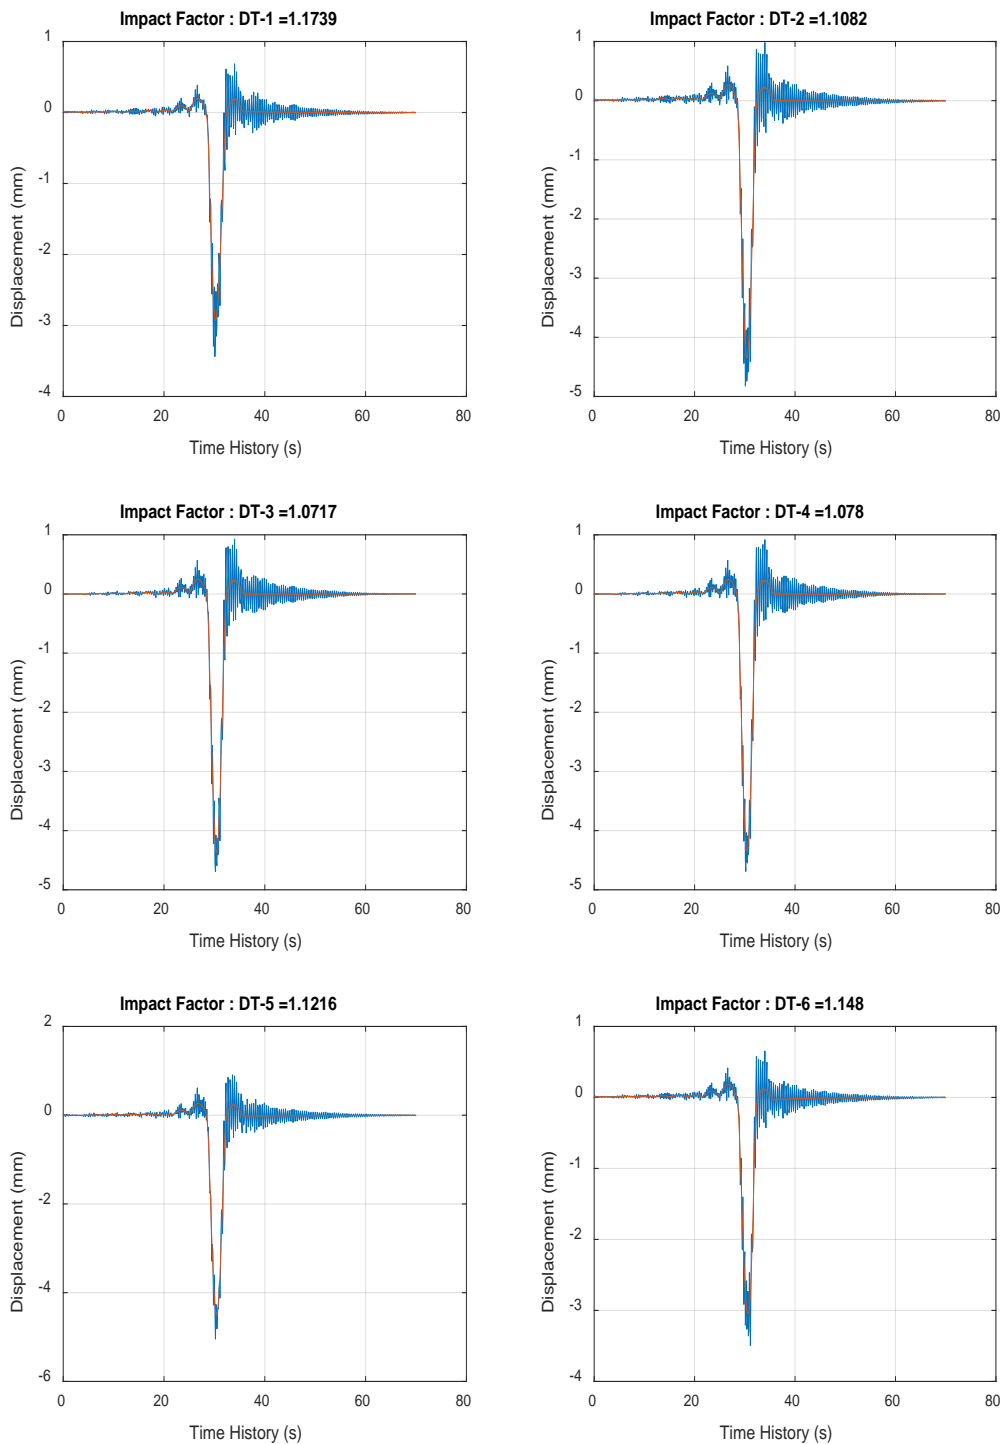 Impact Factor : DT-1 =1.1739
1
0
-1
-2
-3
-4
Displacement (mm)
0 20 40 60 80
Time History (s)
Impact Factor : DT-2 =1.1082
1
0
-1
-2
-3
-4
-5
Displacement (mm)
0 20 40 60 80
Time History (s)
Impact Factor : DT-3 =1.0717
1
0
-1
-2
-3
-4
-5
Displacement (mm)
0 20 40 60 80
Time History (s)
Impact Factor : DT-4 =1.078
1
0
-1
-2
-3
-4
-5
Displacement (mm)
0 20 40 60 80
Time History (s)
Impact Factor : DT-5 =1.1216
2
0
-2
-4
-6
Displacement (mm)
0 20 40 60 80
Time History (s)
Impact Factor : DT-6 =1.148
1
0
-1
-2
-3
-4
Displacement (mm)
0 20 40 60 80
Time History (s)